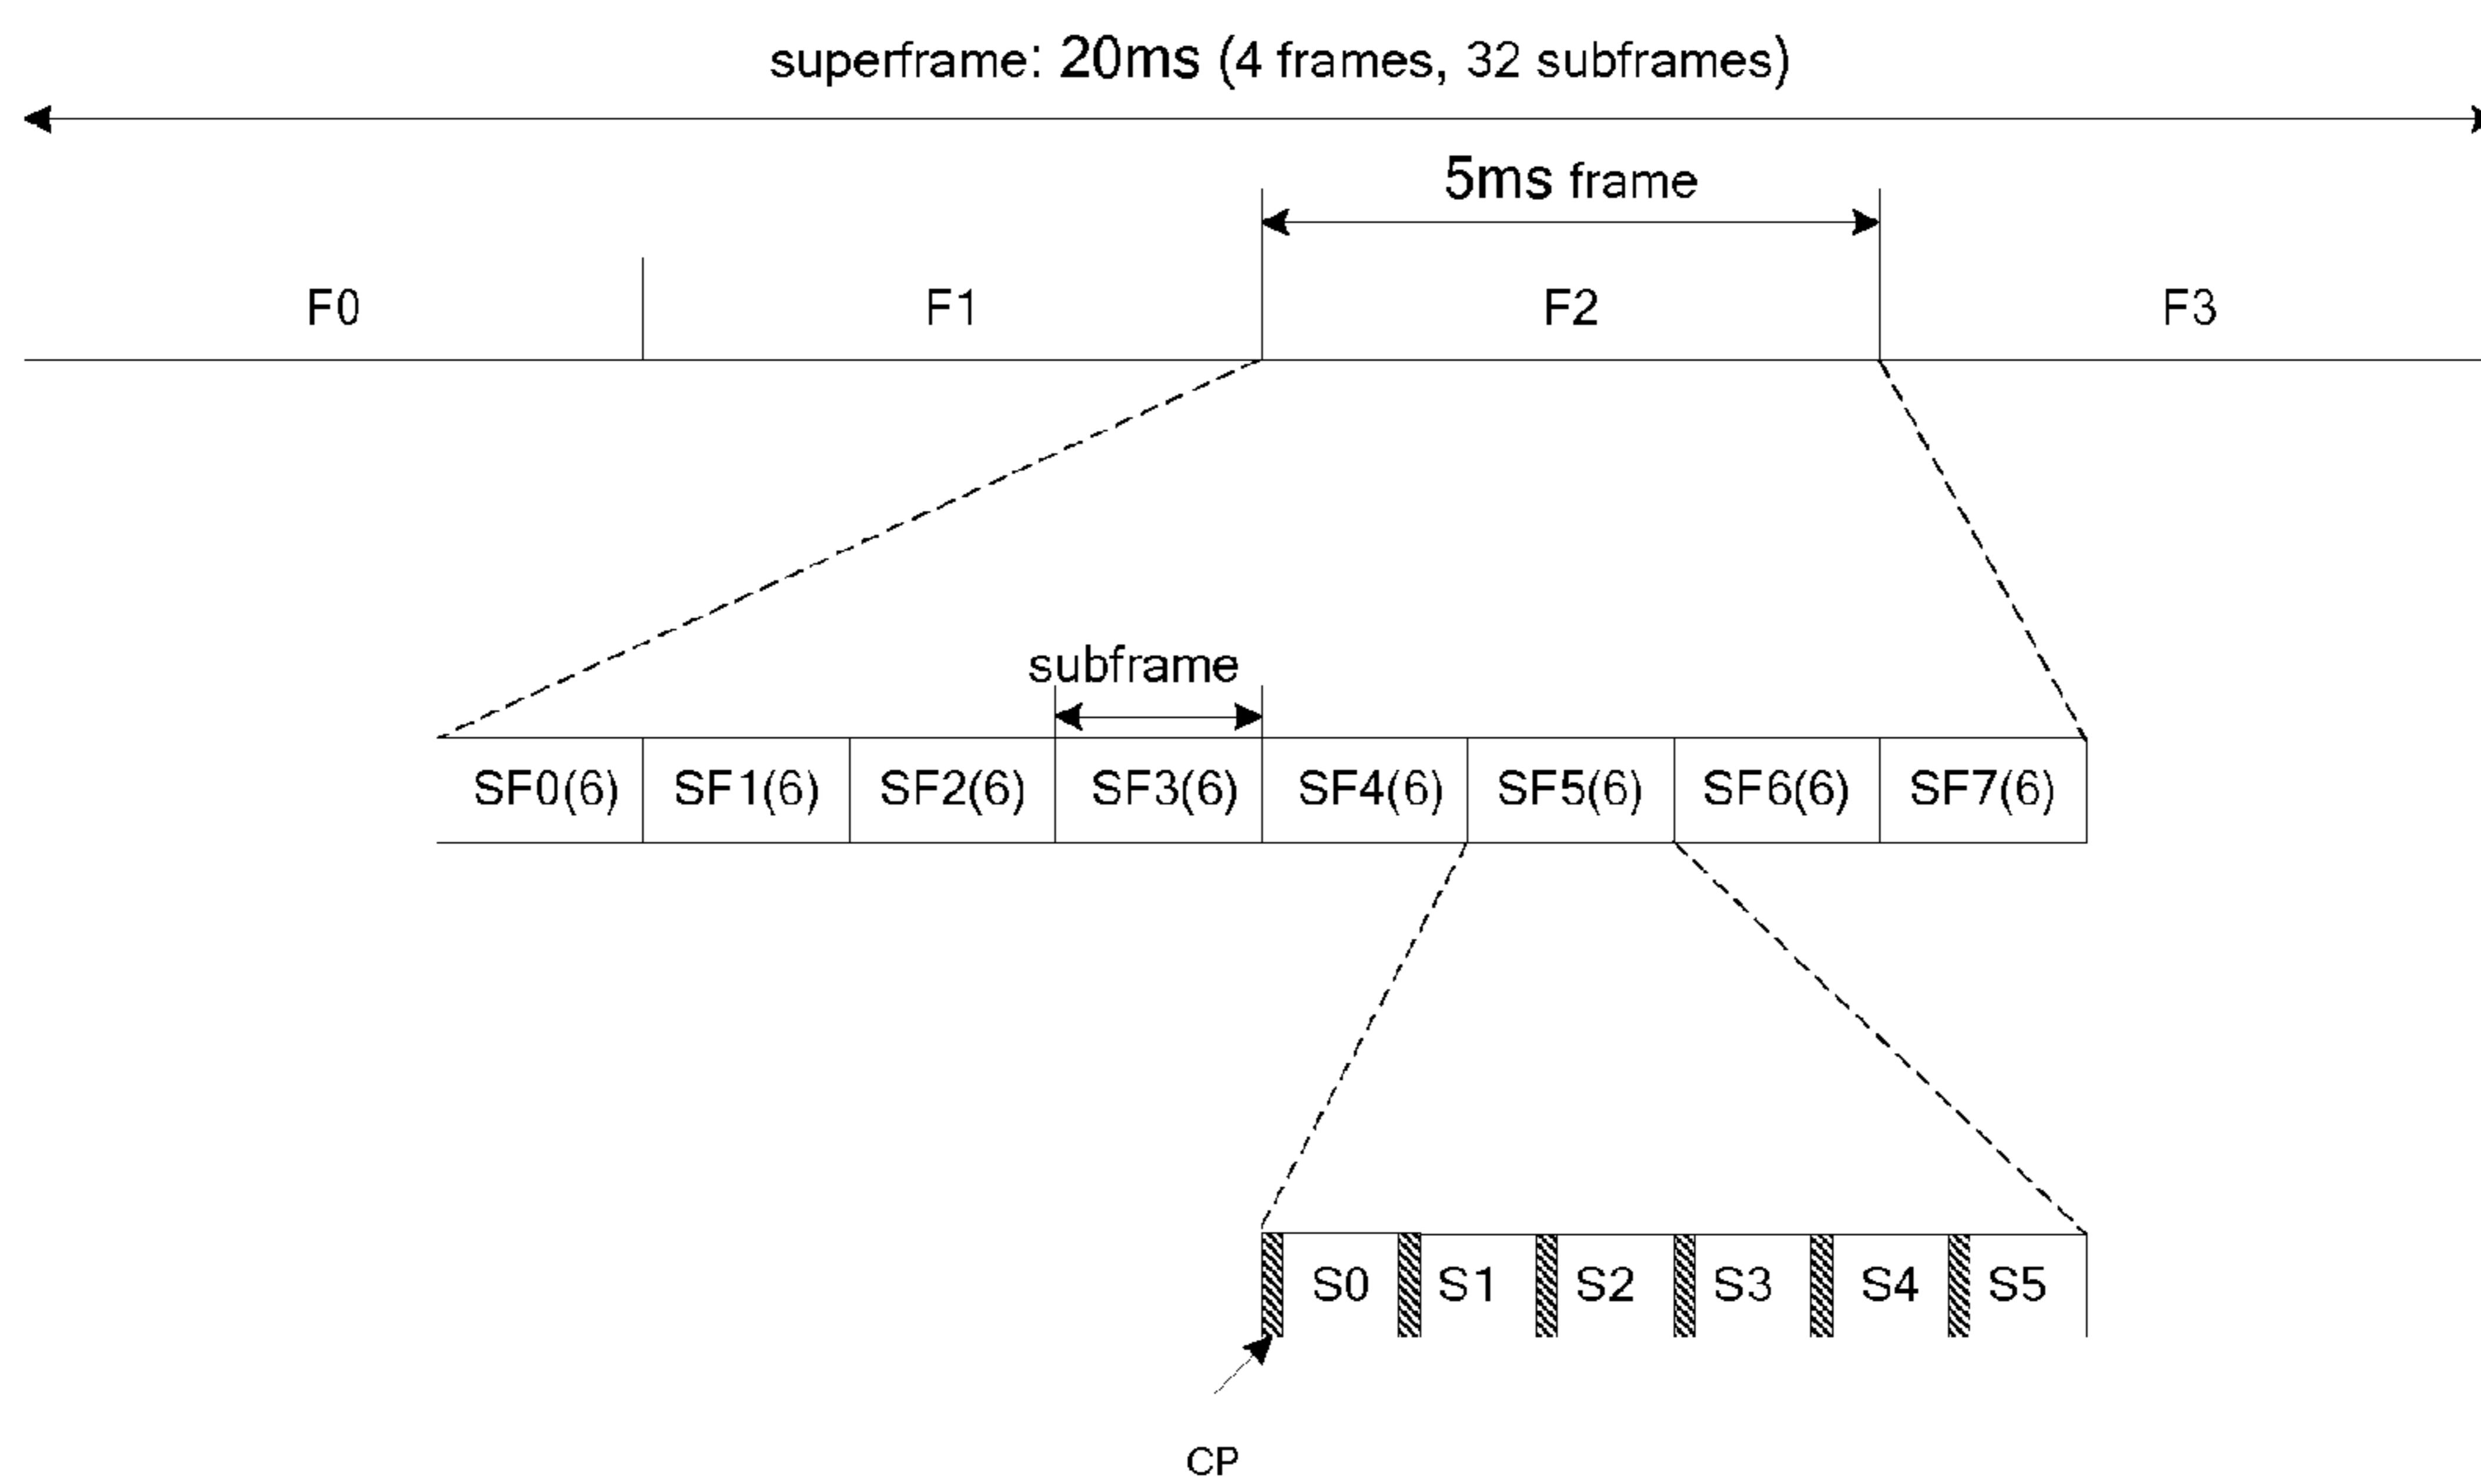 superframe: 20ms (4 frames, 32 subframes)
5ms frame
F0 F1 F2 F3
subframe
SF0(6) SF1(6) SF2(6) SF3(6) SF4(6) SF5(6) SF6(6) SF7(6)
S0 S1 S2 S3 S4 S5
CP